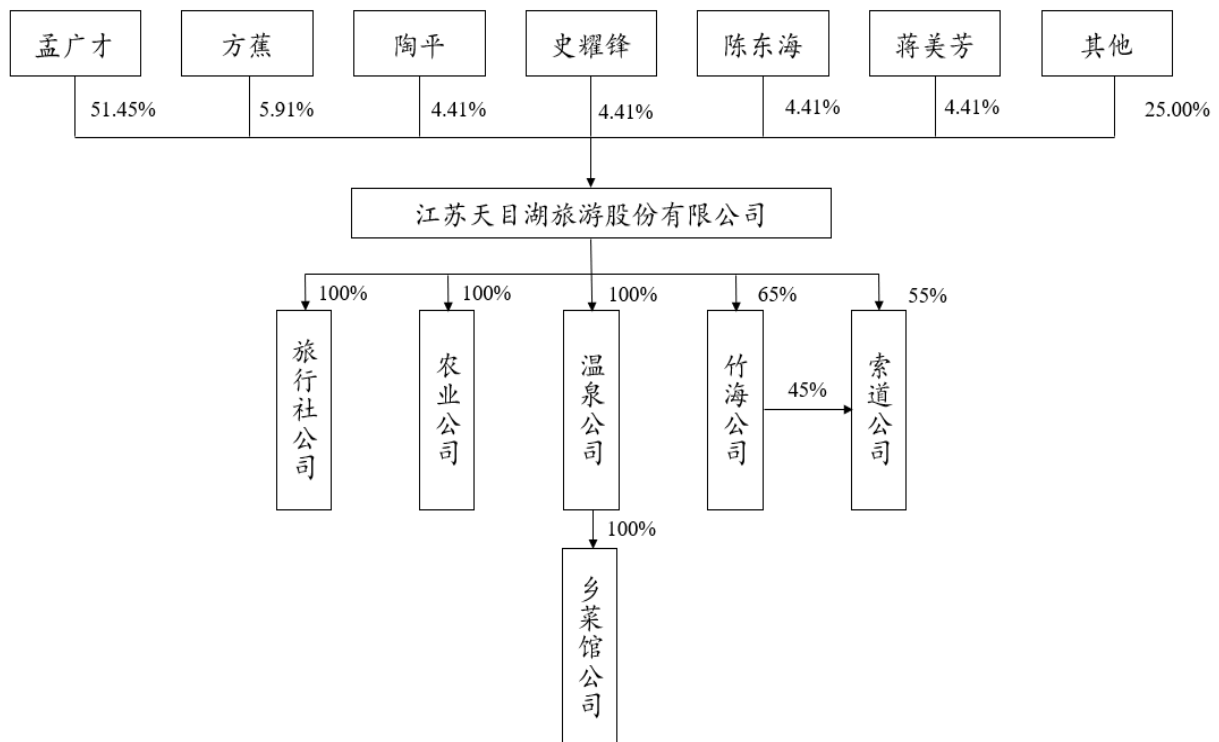 孟广才
方蕉
陶平
史耀锋
陈东海
蒋美芳
其他
51.45%
5.91%
4.41%
4.41%
4.41%
4.41%
25.00%
江苏天目湖旅游股份有限公司
100%
100%
100%
65%
55%
旅行社公司
农业公司
温泉公司
竹海公司
45%
索道公司
100%
乡菜馆公司